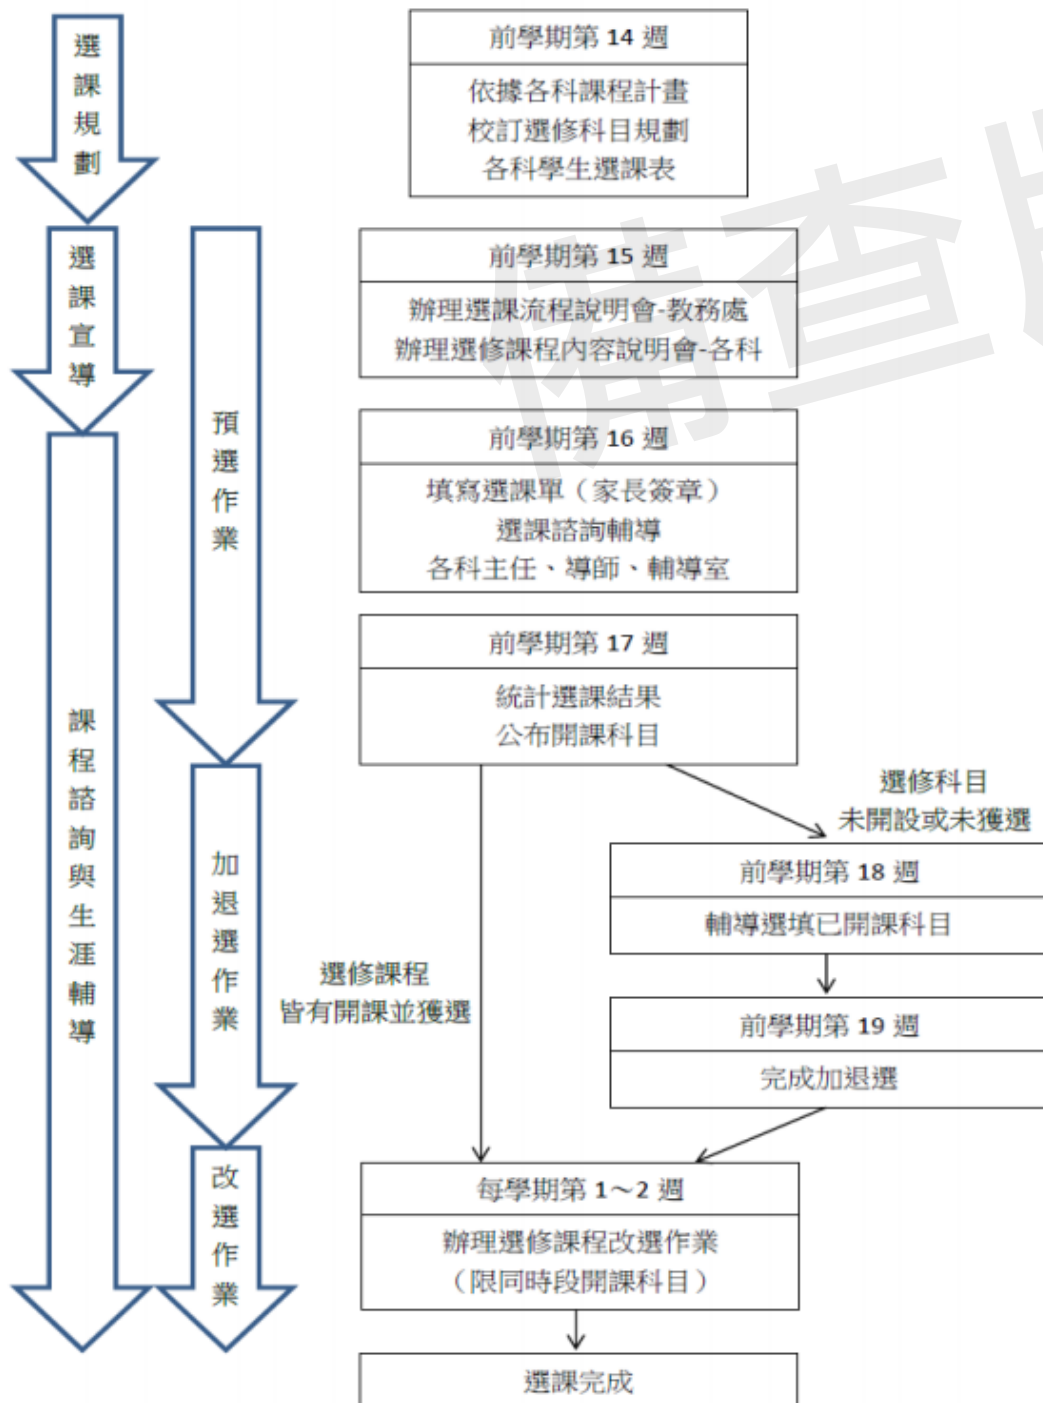 選課規劃
前學期第 14 週
依據各科課程計畫
校訂選修科目規劃
各科學生選課表
選課宣導
預選作業
前學期第 15 週
辦理選課流程說明會-教務處
辦理選修課程內容說明會-各科
前學期第 16 週
填寫選課單（家長簽章）
選課諮詢輔導
各科主任、導師、輔導室
課程諮詢與生涯輔導
前學期第 17 週
統計選課結果
公布開課科目
加退選作業
選修科目
未開設或未獲選
前學期第 18 週
輔導選填已開課科目
選修課程
皆有開課並獲選
前學期第 19 週
完成加退選
改選作業
每學期第 1～2 週
辦理選修課程改選作業
（限同時段開課科目）
選課完成
備查版